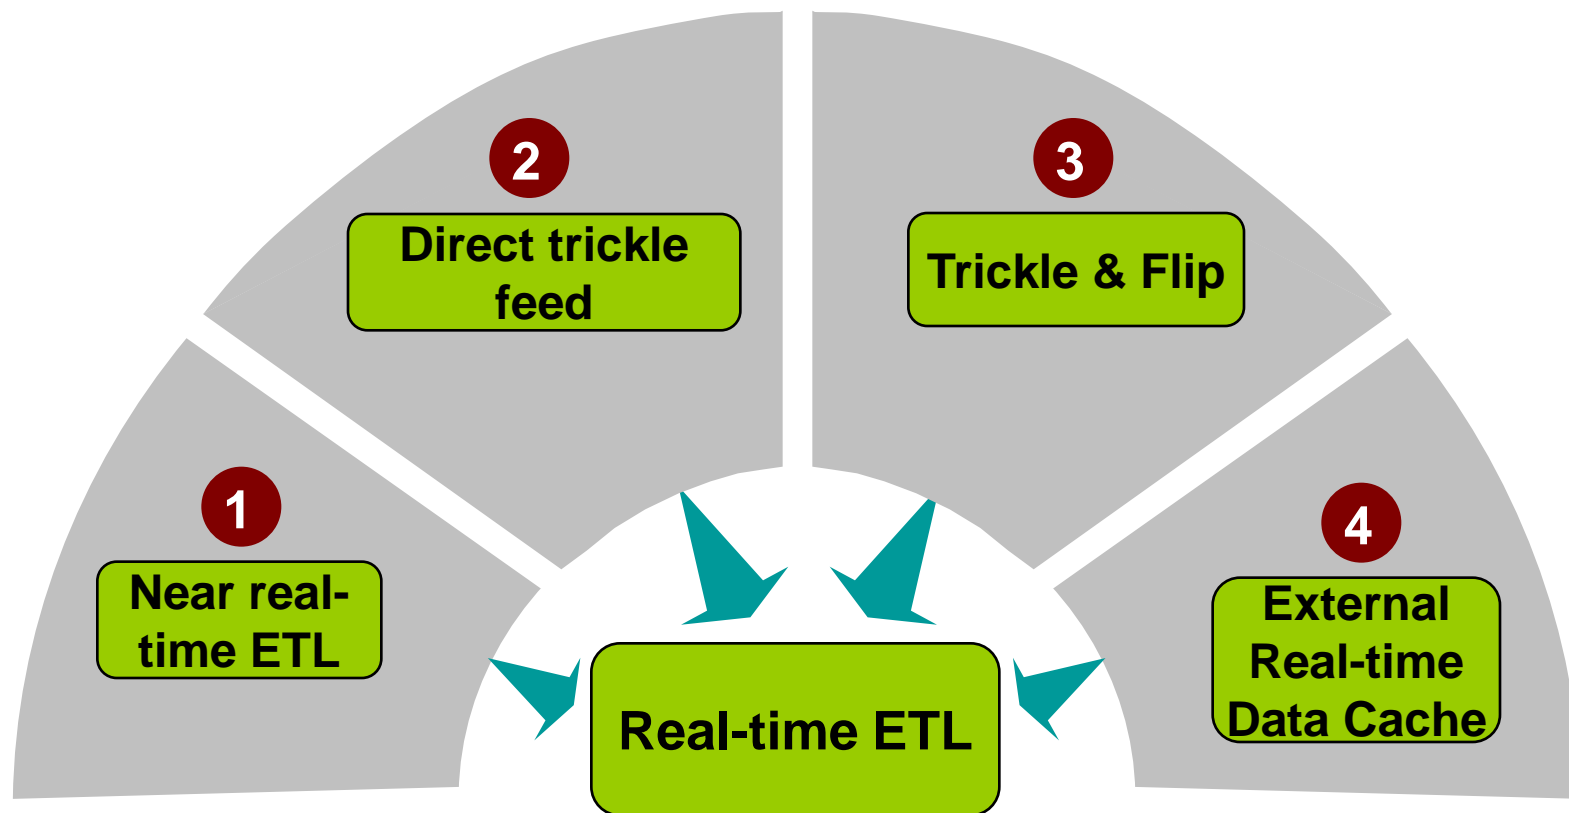 1
Near real-
time ETL
2
Direct trickle
feed
3
Trickle & Flip
4
External
Real-time
Data Cache
Real-time ETL